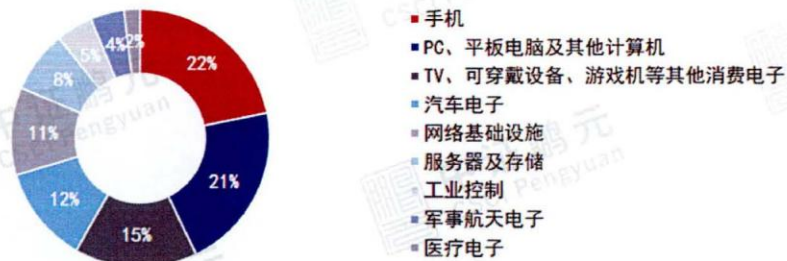 手机
PC、平板电脑及其他计算机
TV、可穿戴设备、游戏机等其他消费电子
汽车电子
网络基础设施
服务器及存储
工业控制
军事航天电子
医疗电子
22%
21%
15%
12%
11%
8%
5%
4%
2%